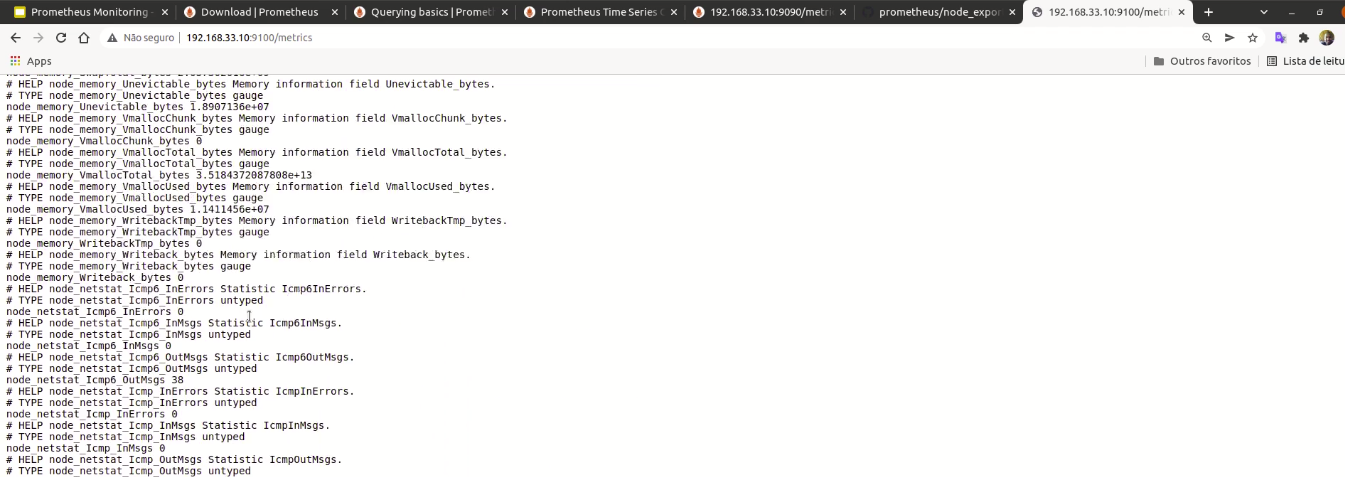 Prometheus Monitoring -
Download | Prometheus
Querying basics | Promet
Prometheus Time Series C
192.168.33.10:9090/metri
prometheus/node_expor
192.168.33.10:9100/metri
Não seguro
192.168.33.10:9100/metrics
Apps
Outros favoritos
Lista de leitu
# HELP node_memory_Unevictable_bytes Memory information field Unevictable_bytes.
# TYPE node_memory_Unevictable_bytes gauge
node_memory_Unevictable_bytes 1.8907136e+07
# HELP node_memory_VmallocChunk_bytes Memory information field VmallocChunk_bytes.
# TYPE node_memory_VmallocChunk_bytes gauge
node_memory_VmallocChunk_bytes 0
# HELP node_memory_VmallocTotal_bytes Memory information field VmallocTotal_bytes.
# TYPE node_memory_VmallocTotal_bytes gauge
node_memory_VmallocTotal_bytes 3.5184372087808e+13
# HELP node_memory_VmallocUsed_bytes Memory information field VmallocUsed_bytes.
# TYPE node_memory_VmallocUsed_bytes gauge
node_memory_VmallocUsed_bytes 1.1411456e+07
# HELP node_memory_WritebackTmp_bytes Memory information field WritebackTmp_bytes.
# TYPE node_memory_WritebackTmp_bytes gauge
node_memory_WritebackTmp_bytes 0
# HELP node_memory_Writeback_bytes Memory information field Writeback_bytes.
# TYPE node_memory_Writeback_bytes gauge
node_memory_Writeback_bytes 0
# HELP node_netstat_Icmp6_InErrors Statistic Icmp6InErrors.
# TYPE node_netstat_Icmp6_InErrors untyped
node_netstat_Icmp6_InErrors 0
# HELP node_netstat_Icmp6_InMsgs Statistic Icmp6InMsgs.
# TYPE node_netstat_Icmp6_InMsgs untyped
node_netstat_Icmp6_InMsgs 0
# HELP node_netstat_Icmp6_OutMsgs Statistic Icmp6OutMsgs.
# TYPE node_netstat_Icmp6_OutMsgs untyped
node_netstat_Icmp6_OutMsgs 38
# HELP node_netstat_Icmp_InErrors Statistic IcmpInErrors.
# TYPE node_netstat_Icmp_InErrors untyped
node_netstat_Icmp_InErrors 0
# HELP node_netstat_Icmp_InMsgs Statistic IcmpInMsgs.
# TYPE node_netstat_Icmp_InMsgs untyped
node_netstat_Icmp_InMsgs 0
# HELP node_netstat_Icmp_OutMsgs Statistic IcmpOutMsgs.
# TYPE node_netstat_Icmp_OutMsgs untyped